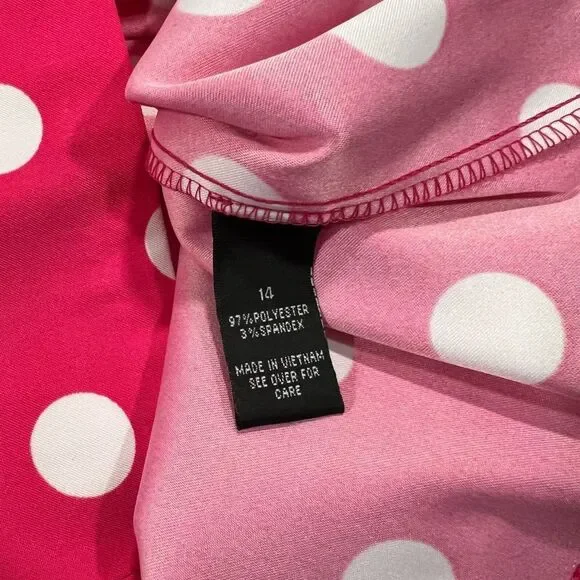 14
97%POLYESTER
3%SPANDEX
MADE IN VIETNAM
SEE OVER FOR
CARE